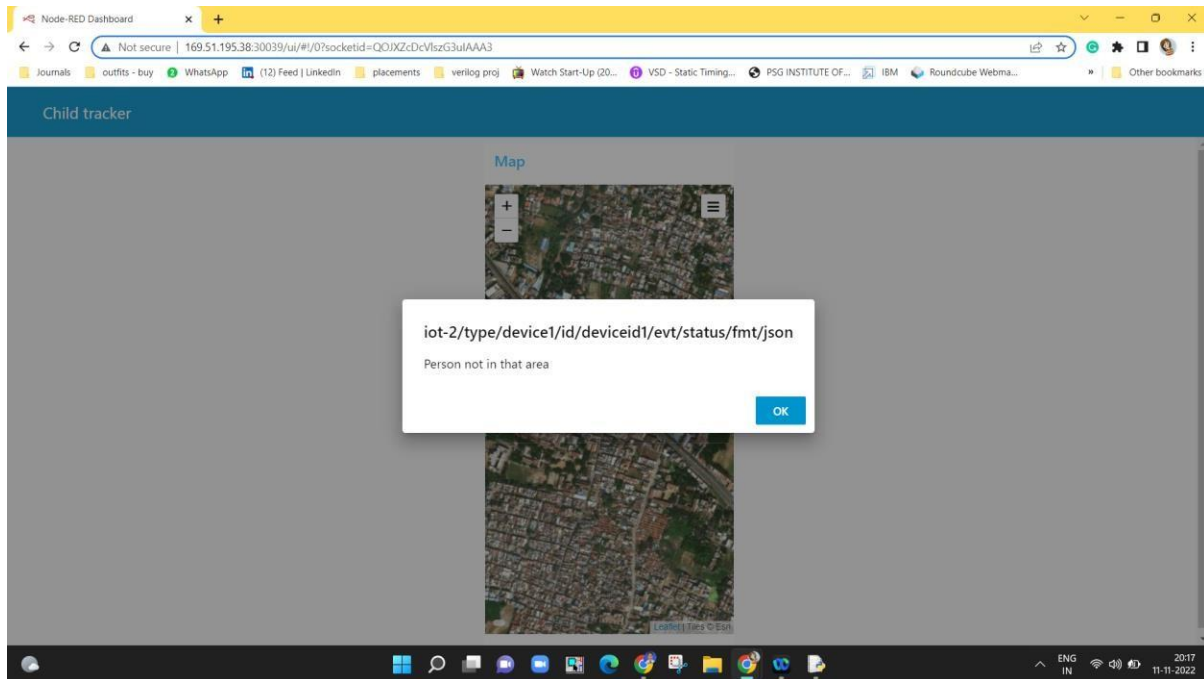 Node-RED Dashboard
Not secure | 169.51.195.38:30039/ui/#!/0?socketid=QOJXZcDcVlszG3uIAAA3
Journals outfits - buy WhatsApp (12) Feed | LinkedIn placements verilog proj Watch Start-Up (20... VSD - Static Timing... PSG INSTITUTE OF... IBM Roundcube Webma... » Other bookmarks
Child tracker
Map
+
−
iot-2/type/device1/id/deviceid1/evt/status/fmt/json
Person not in that area
OK
Leaflet | Tiles © Esri
ENG
IN
20:17
11-11-2022